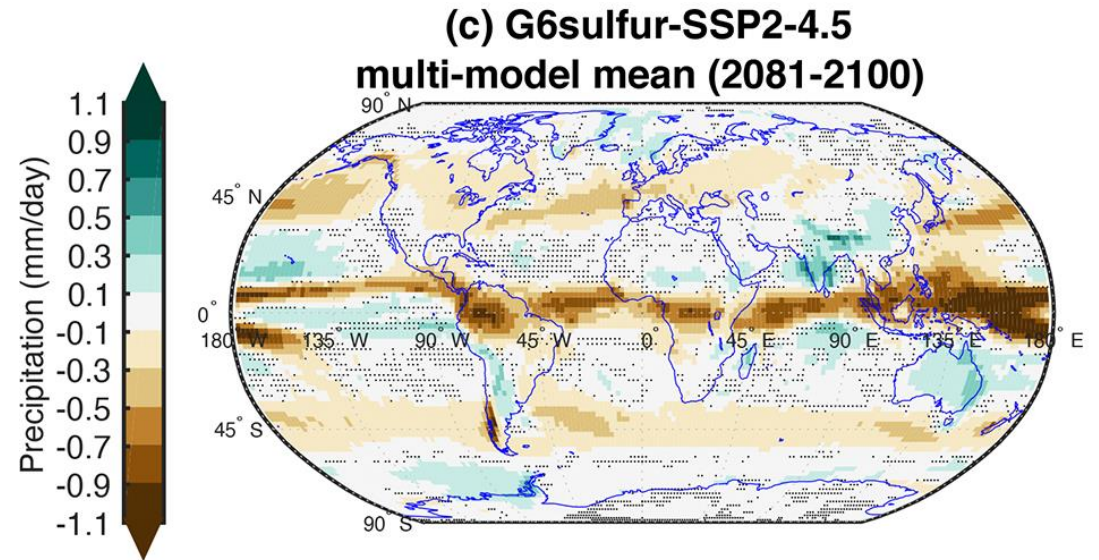 (c) G6sulfur-SSP2-4.5
multi-model mean (2081-2100)
Precipitation (mm/day)
1.1
0.9
0.7
0.5
0.3
0.1
-0.1
-0.3
-0.5
-0.7
-0.9
-1.1
90° N
45° N
0°
180° W 135° W 90° W 45° W 0° 45° E 90° E 135° E 180° E
45° S
90° S